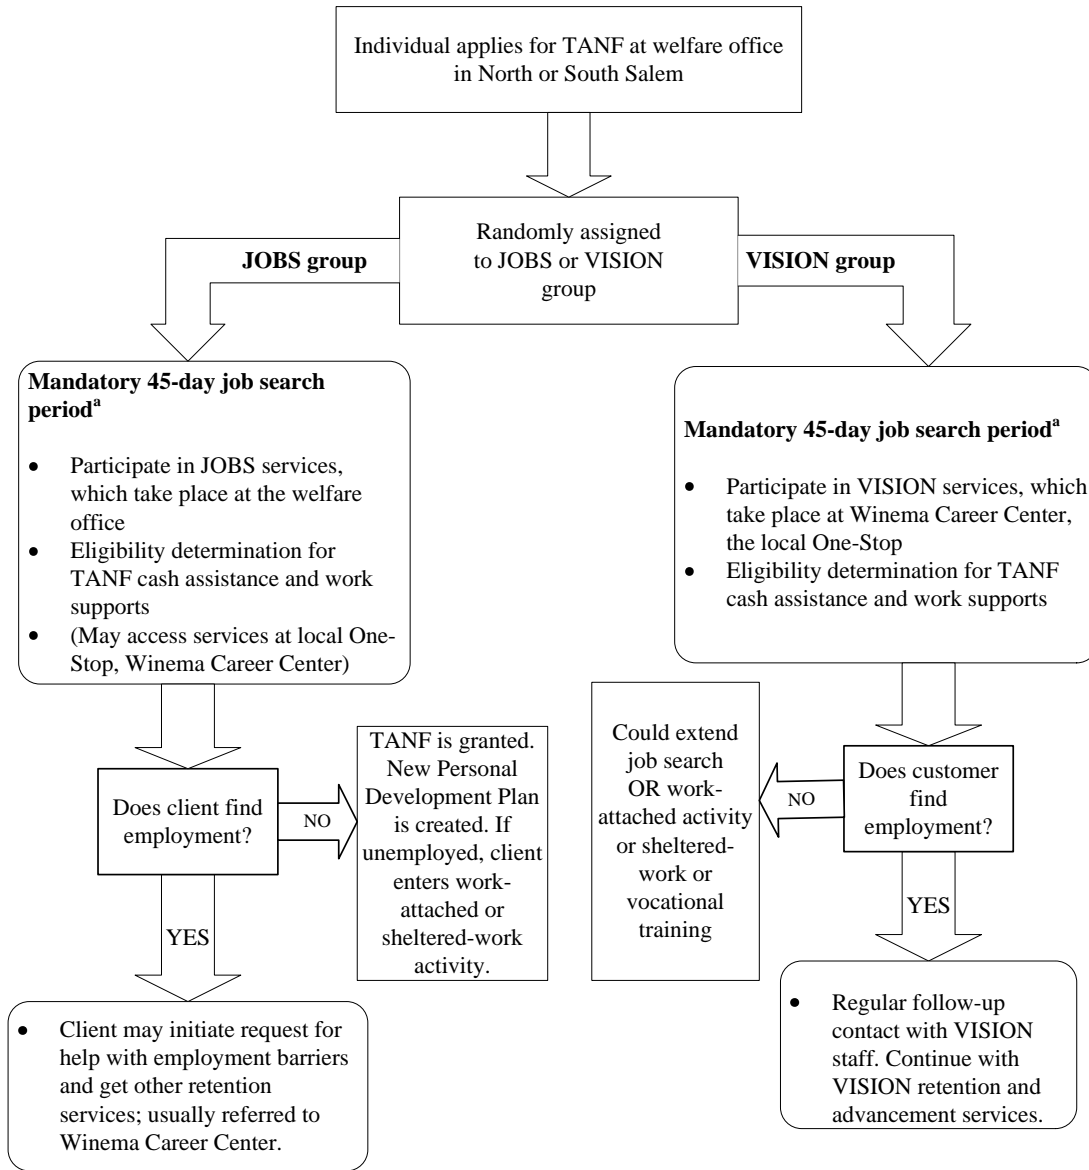 Individual applies for TANF at welfare office
in North or South Salem
Randomly assigned
to JOBS or VISION
group
JOBS group
VISION group
Mandatory 45-day job search
periodᵃ
• Participate in JOBS services,
which take place at the welfare
office
• Eligibility determination for
TANF cash assistance and work
supports
• (May access services at local One-
Stop, Winema Career Center)
Mandatory 45-day job search periodᵃ
• Participate in VISION services, which
take place at Winema Career Center,
the local One-Stop
• Eligibility determination for TANF
cash assistance and work supports
Does client find
employment?
NO
TANF is granted.
New Personal
Development Plan
is created. If
unemployed, client
enters work-
attached or
sheltered-work
activity.
Could extend
job search
OR work-
attached activity
or sheltered-
work or
vocational
training
NO
Does customer
find
employment?
YES
YES
• Client may initiate request for
help with employment barriers
and get other retention
services; usually referred to
Winema Career Center.
• Regular follow-up
contact with VISION
staff. Continue with
VISION retention and
advancement services.